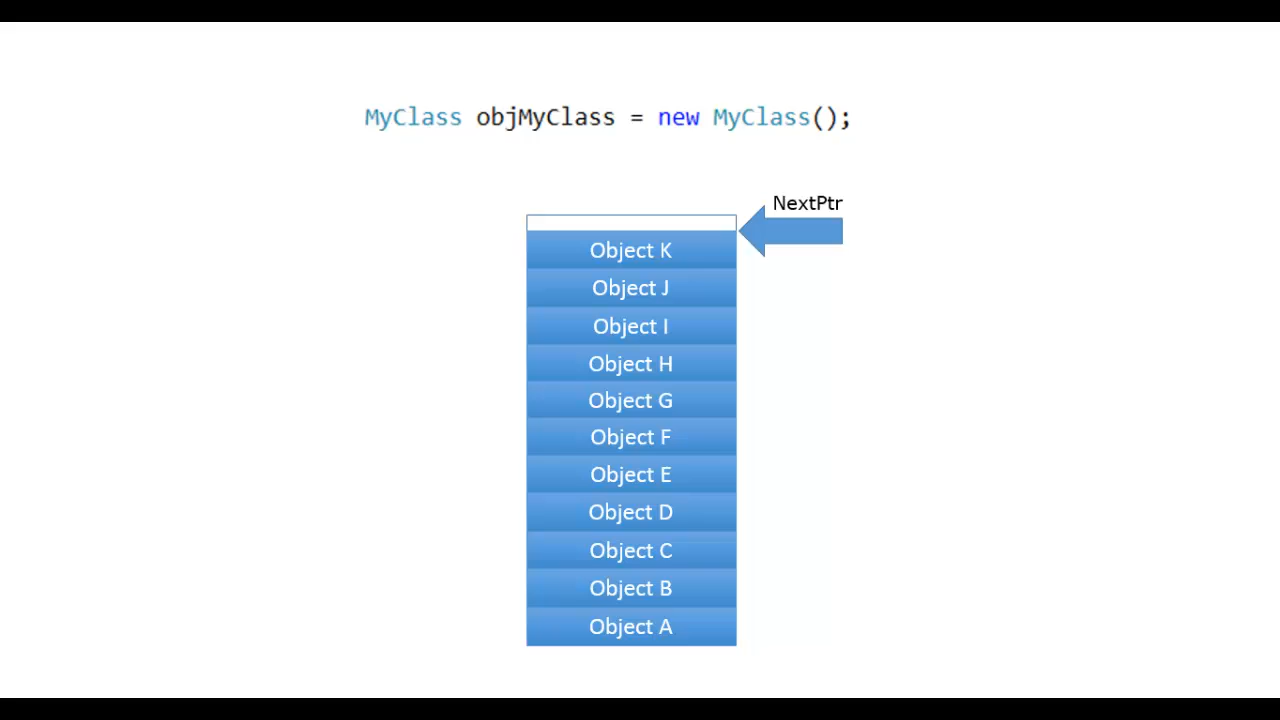 MyClass objMyClass = new MyClass();
NextPtr
Object K
Object J
Object I
Object H
Object G
Object F
Object E
Object D
Object C
Object B
Object A